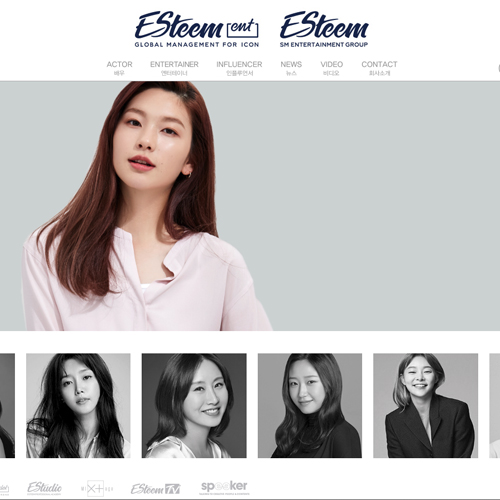 ESteem ent
GLOBAL MANAGEMENT FOR ICON
ESteem
SM ENTERTAINMENT GROUP
ACTOR ENTERTAINER INFLUENCER NEWS VIDEO CONTACT
배우 엔터테이너 인플루언서 뉴스 비디오 회사소개
EStudio
ESteem TV